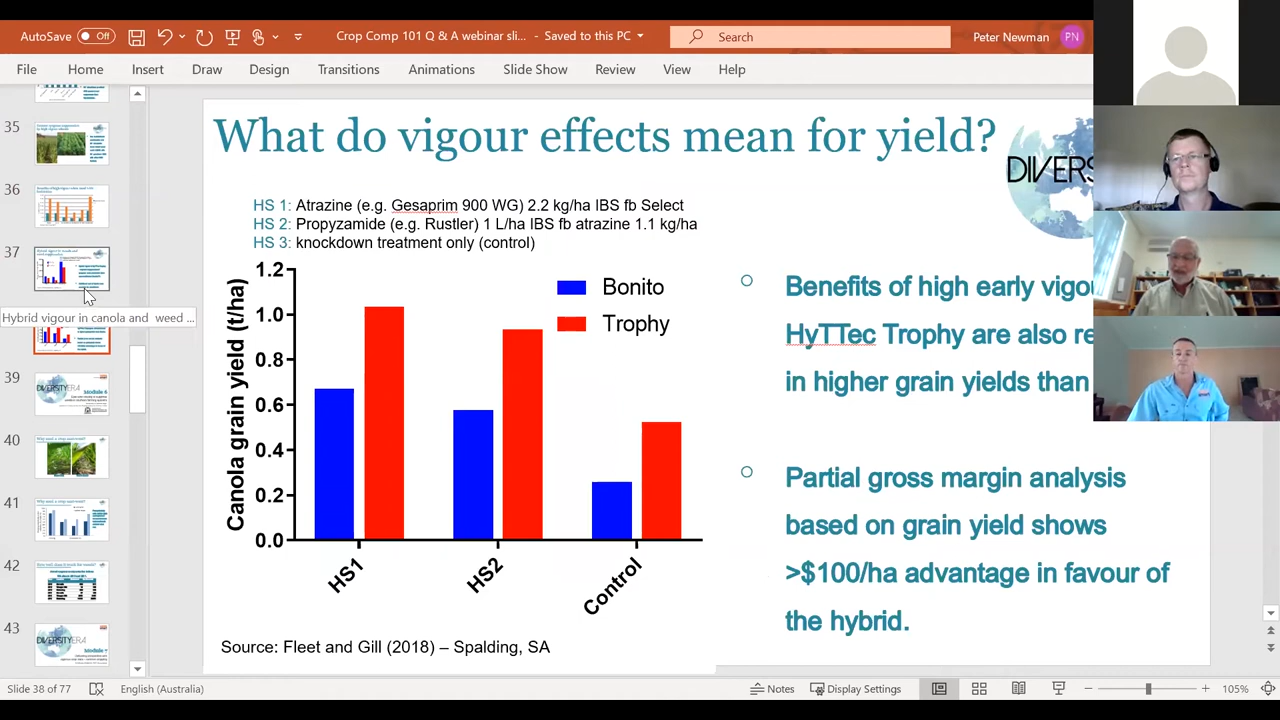 AutoSave Off
Crop Comp 101 Q & A webinar sli... - Saved to this PC
Search
Peter Newman PN
File Home Insert Draw Design Transitions Animations Slide Show Review View Help
35
36
37
Hybrid vigour in canola and weed ...
39
40
41
42
43
What do vigour effects mean for yield?
DIVERS
HS 1: Atrazine (e.g. Gesaprim 900 WG) 2.2 kg/ha IBS fb Select
HS 2: Propyzamide (e.g. Rustler) 1 L/ha IBS fb atrazine 1.1 kg/ha
HS 3: knockdown treatment only (control)
Canola grain yield (t/ha)
1.2
1.0
0.8
0.6
0.4
0.2
0.0
Bonito
Trophy
HS1
HS2
Control
Source: Fleet and Gill (2018) – Spalding, SA
Benefits of high early vigou
HyTTec Trophy are also re
in higher grain yields than
Partial gross margin analysis
based on grain yield shows
>$100/ha advantage in favour of
the hybrid.
Slide 38 of 77
English (Australia)
Notes
Display Settings
105%